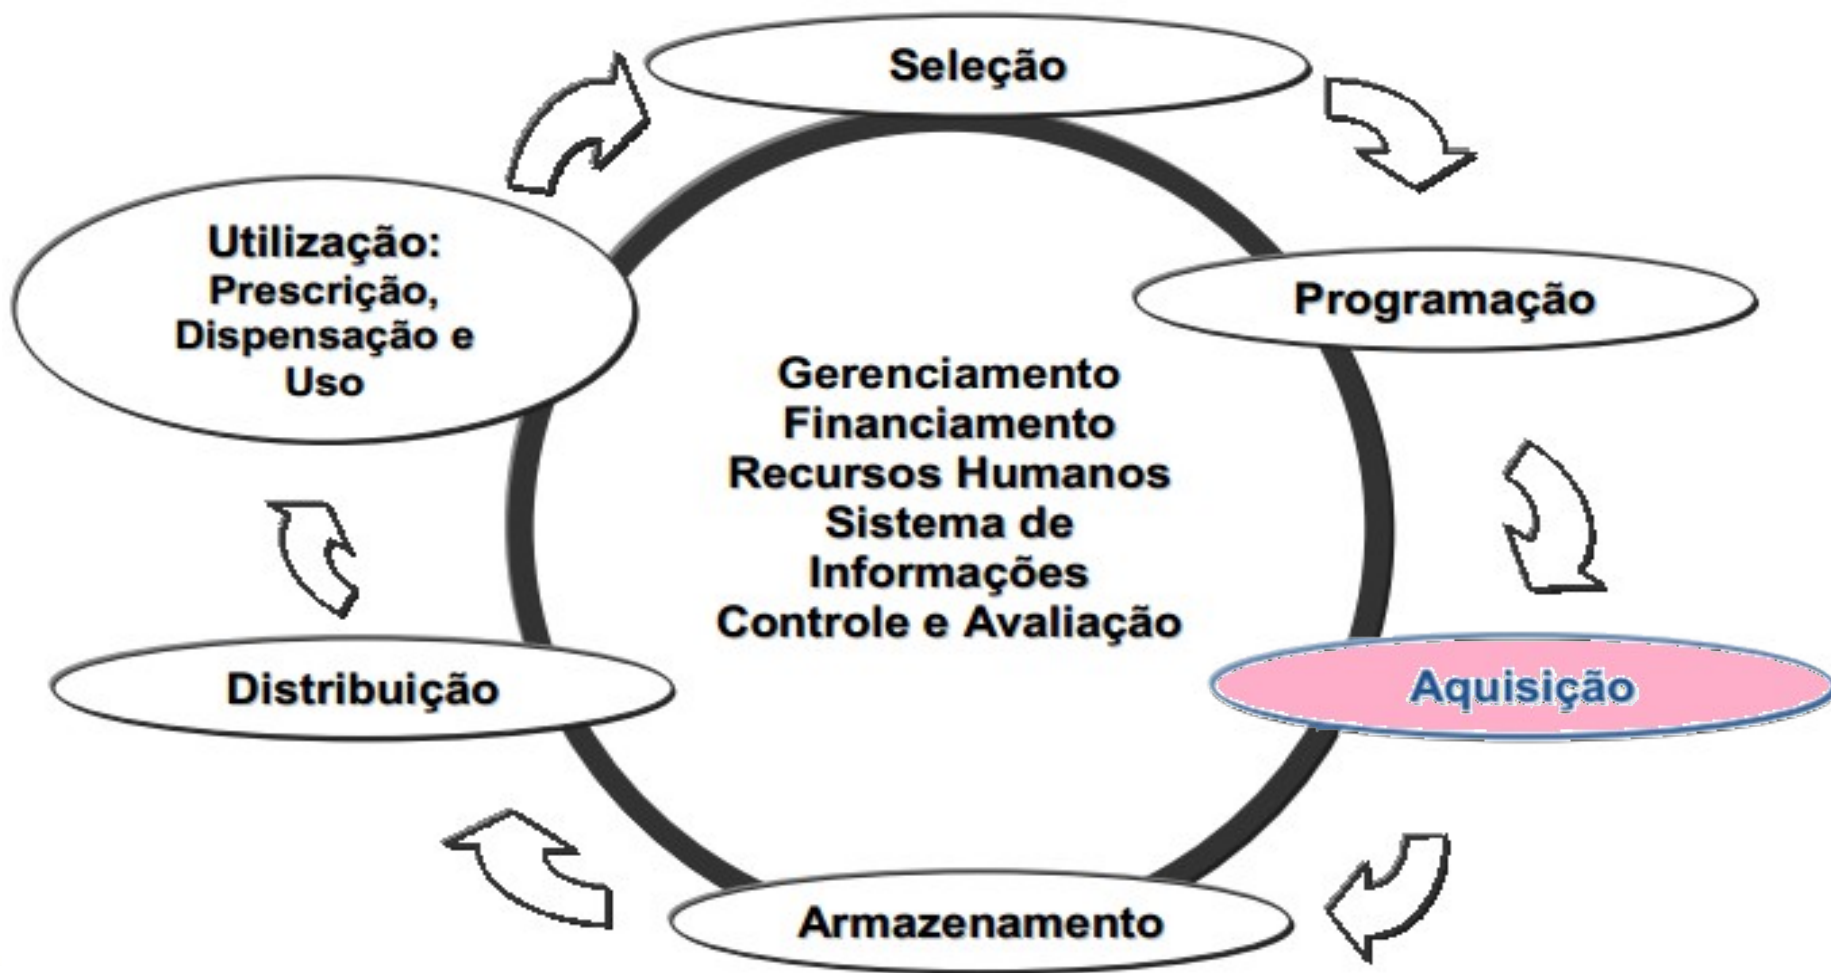 Seleção
Programação
Aquisição
Armazenamento
Distribuição
Utilização:
Prescrição,
Dispensação e
Uso
Gerenciamento
Financiamento
Recursos Humanos
Sistema de
Informações
Controle e Avaliação